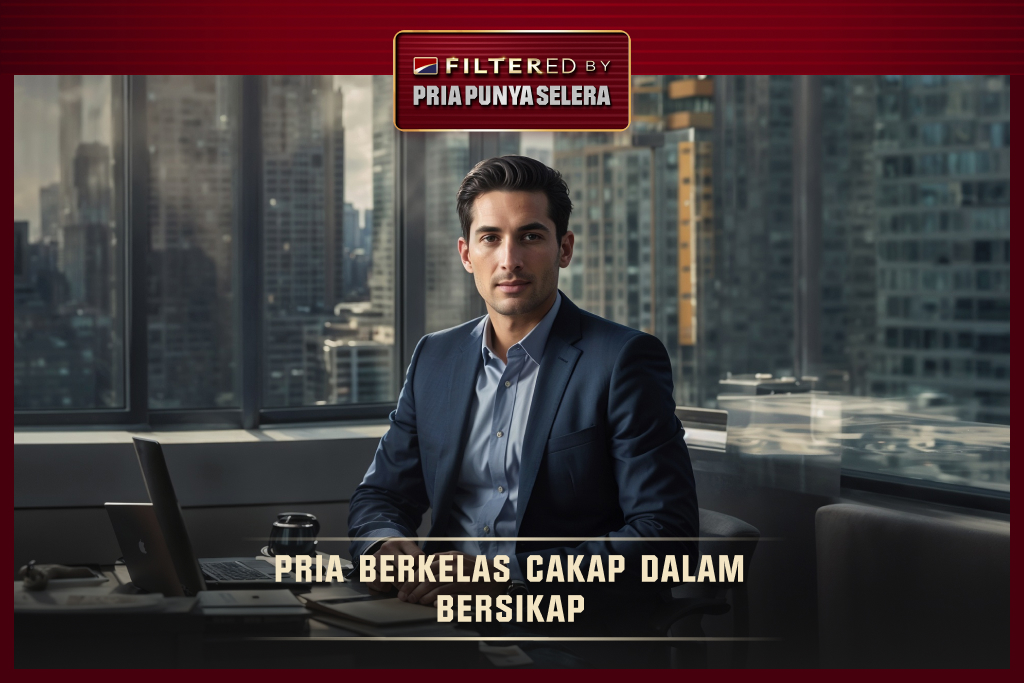 FILTERED BY
PRIA PUNYA SELERA
PRIA BERKELAS CAKAP DALAM
BERSIKAP